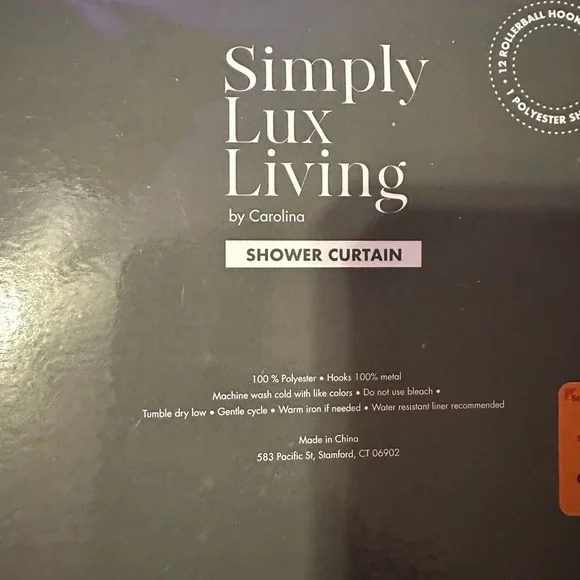 Simply
Lux
Living
by Carolina
SHOWER CURTAIN
12 ROLLERBALL HOOK
1 POLYESTER SH
100 % Polyester • Hooks 100% metal
Machine wash cold with like colors • Do not use bleach •
Tumble dry low • Gentle cycle • Warm iron if needed • Water resistant liner recommended
Made in China
583 Pacific St, Stamford, CT 06902